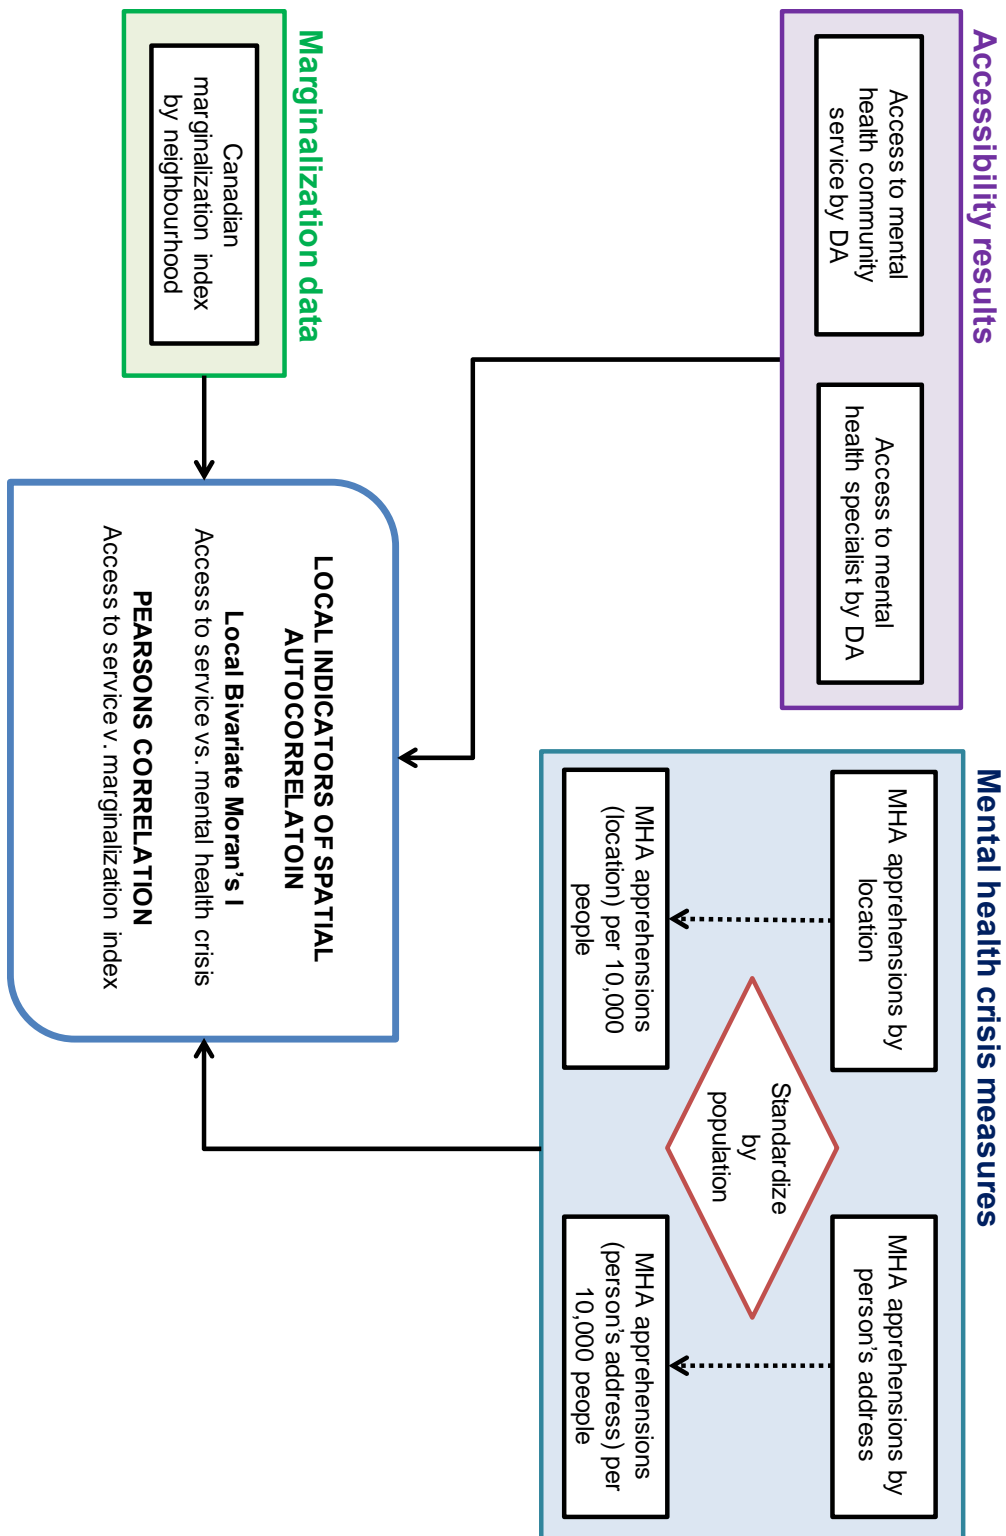 Accessibility results
Access to mental
health community
service by DA
Access to mental
health specialist by DA
Mental health crisis measures
MHA apprehensions by
location
MHA apprehensions by
person's address
Standardize
by
population
MHA apprehensions
(location) per 10,000
people
MHA apprehensions
(person's address) per
10,000 people
Marginalization data
Canadian
marginalization index
by neighbourhood
LOCAL INDICATORS OF SPATIAL
AUTOCORRELATOIN
Local Bivariate Moran's I
Access to service vs. mental health crisis
PEARSONS CORRELATION
Access to service v. marginalization index